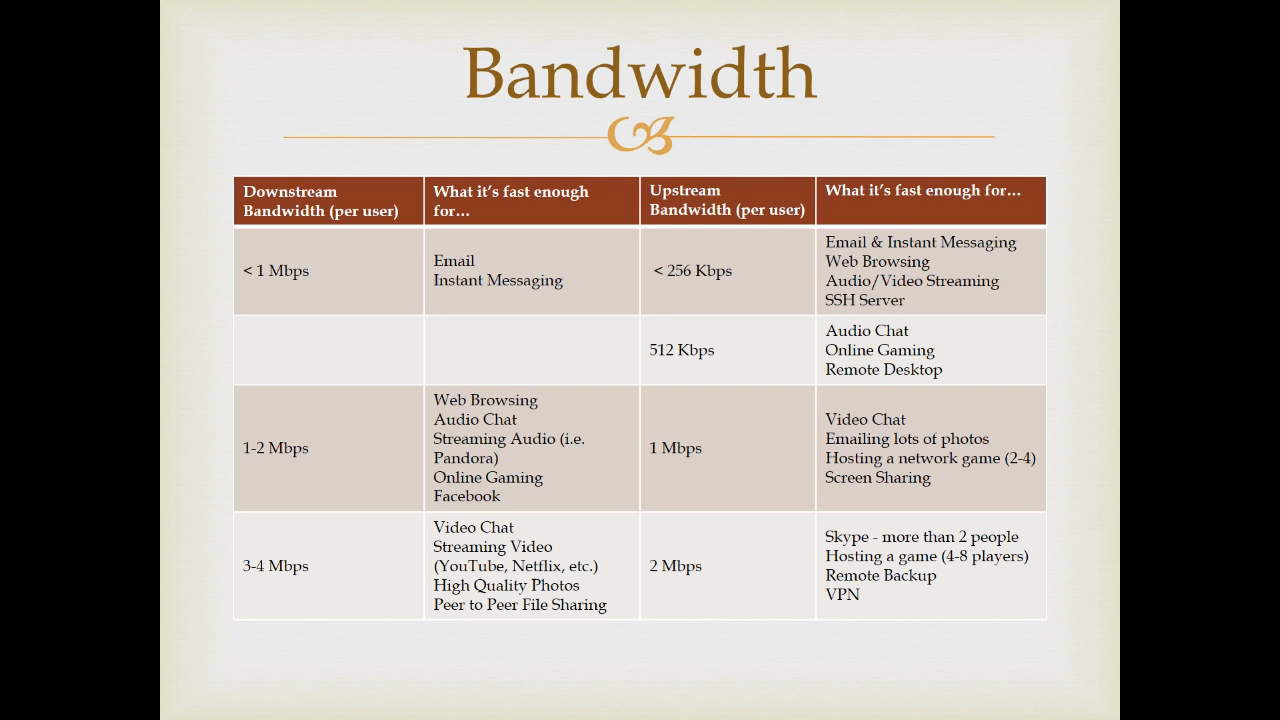 Bandwidth
Downstream
Bandwidth (per user)
What it's fast enough
for…
Upstream
Bandwidth (per user)
What it's fast enough for…
< 1 Mbps
Email
Instant Messaging
< 256 Kbps
Email & Instant Messaging
Web Browsing
Audio/Video Streaming
SSH Server
512 Kbps
Audio Chat
Online Gaming
Remote Desktop
1-2 Mbps
Web Browsing
Audio Chat
Streaming Audio (i.e.
Pandora)
Online Gaming
Facebook
1 Mbps
Video Chat
Emailing lots of photos
Hosting a network game (2-4)
Screen Sharing
3-4 Mbps
Video Chat
Streaming Video
(YouTube, Netflix, etc.)
High Quality Photos
Peer to Peer File Sharing
2 Mbps
Skype - more than 2 people
Hosting a game (4-8 players)
Remote Backup
VPN